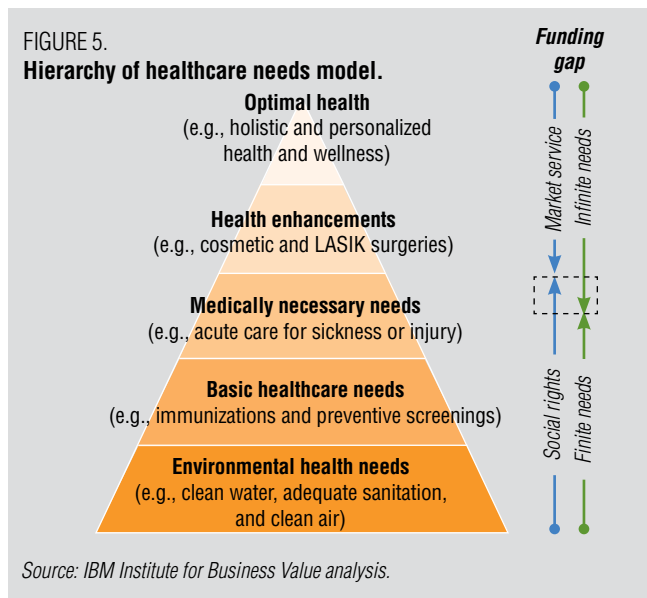 FIGURE 5.
Hierarchy of healthcare needs model.
Optimal health
(e.g., holistic and personalized
health and wellness)
Health enhancements
(e.g., cosmetic and LASIK surgeries)
Medically necessary needs
(e.g., acute care for sickness or injury)
Basic healthcare needs
(e.g., immunizations and preventive screenings)
Environmental health needs
(e.g., clean water, adequate sanitation,
and clean air)
Funding
gap
Market service
Infinite needs
Social rights
Finite needs
Source: IBM Institute for Business Value analysis.